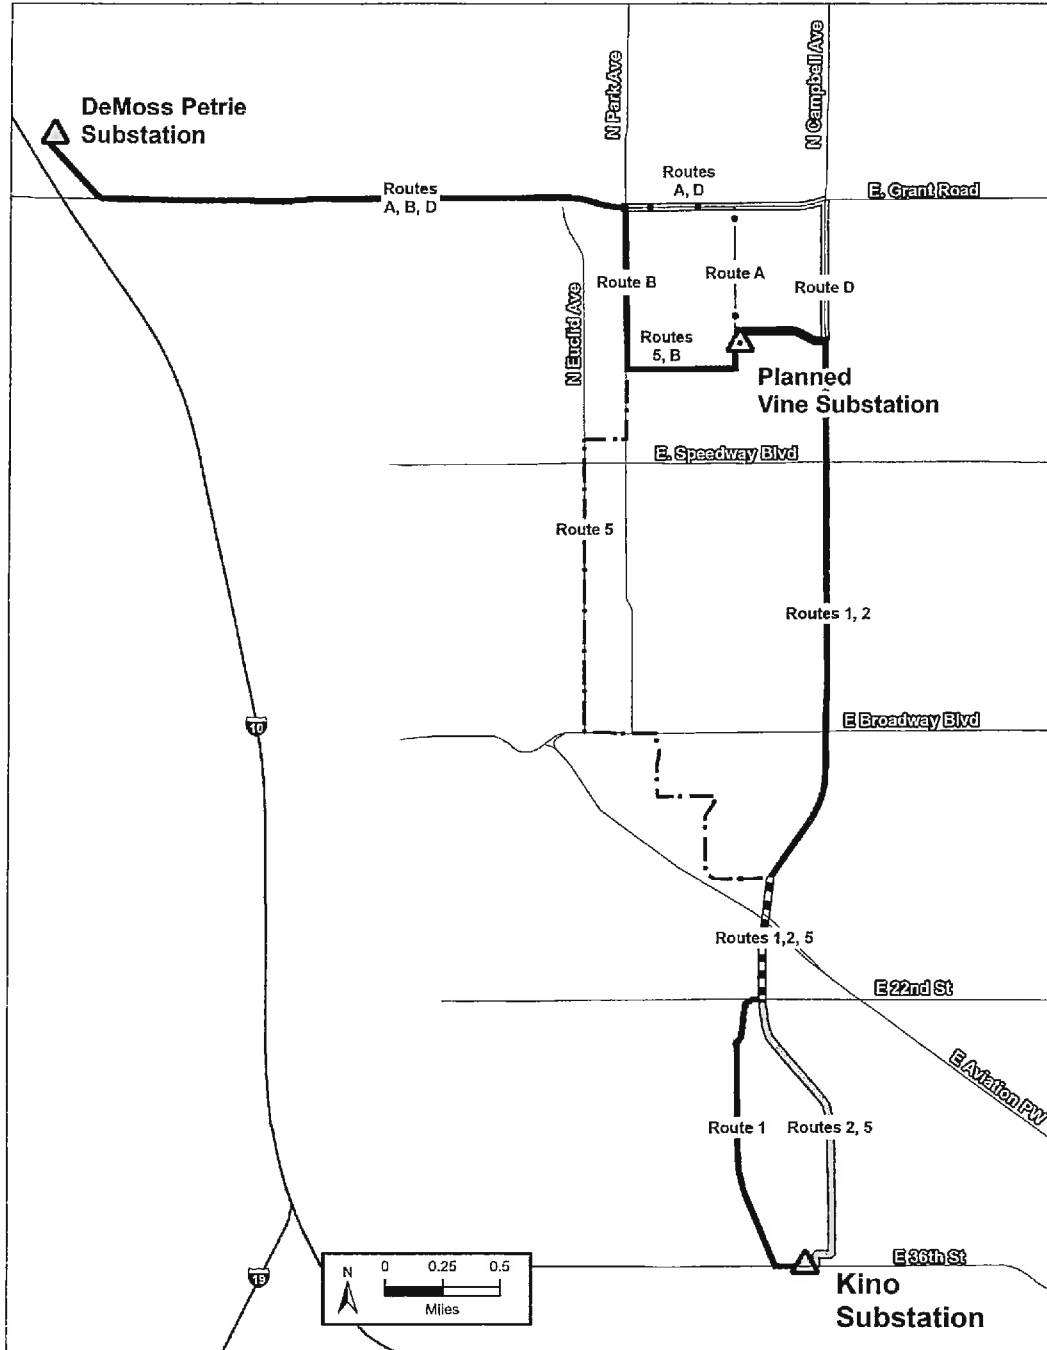 N Park Ave
N Campbell Ave
DeMoss Petrie
Substation
Routes
A, D
E. Grant Road
Routes
A, B, D
Route B
Route A
Route D
N Euclid Ave
Routes
5, B
Planned
Vine Substation
E. Speedway Blvd
Route 5
Routes 1, 2
E Broadway Blvd
10
Routes 1,2, 5
E 22nd St
E Aviation PW
Route 1
Routes 2, 5
E 36th St
19
N
0
0.25
0.5
Miles
Kino
Substation